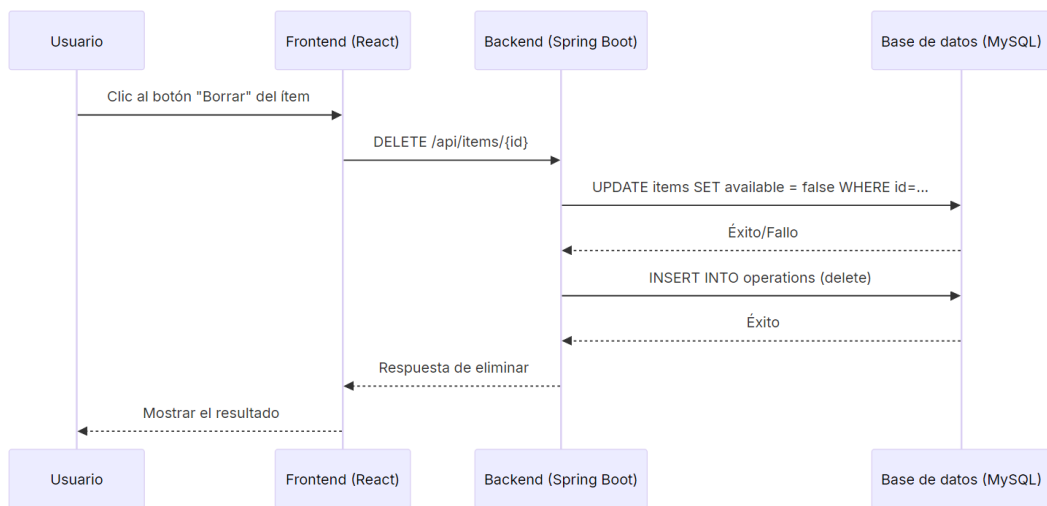 Usuario
Frontend (React)
Backend (Spring Boot)
Base de datos (MySQL)
Clic al botón "Borrar" del ítem
DELETE /api/items/{id}
UPDATE items SET available = false WHERE id=...
Éxito/Fallo
INSERT INTO operations (delete)
Éxito
Respuesta de eliminar
Mostrar el resultado
Usuario
Frontend (React)
Backend (Spring Boot)
Base de datos (MySQL)